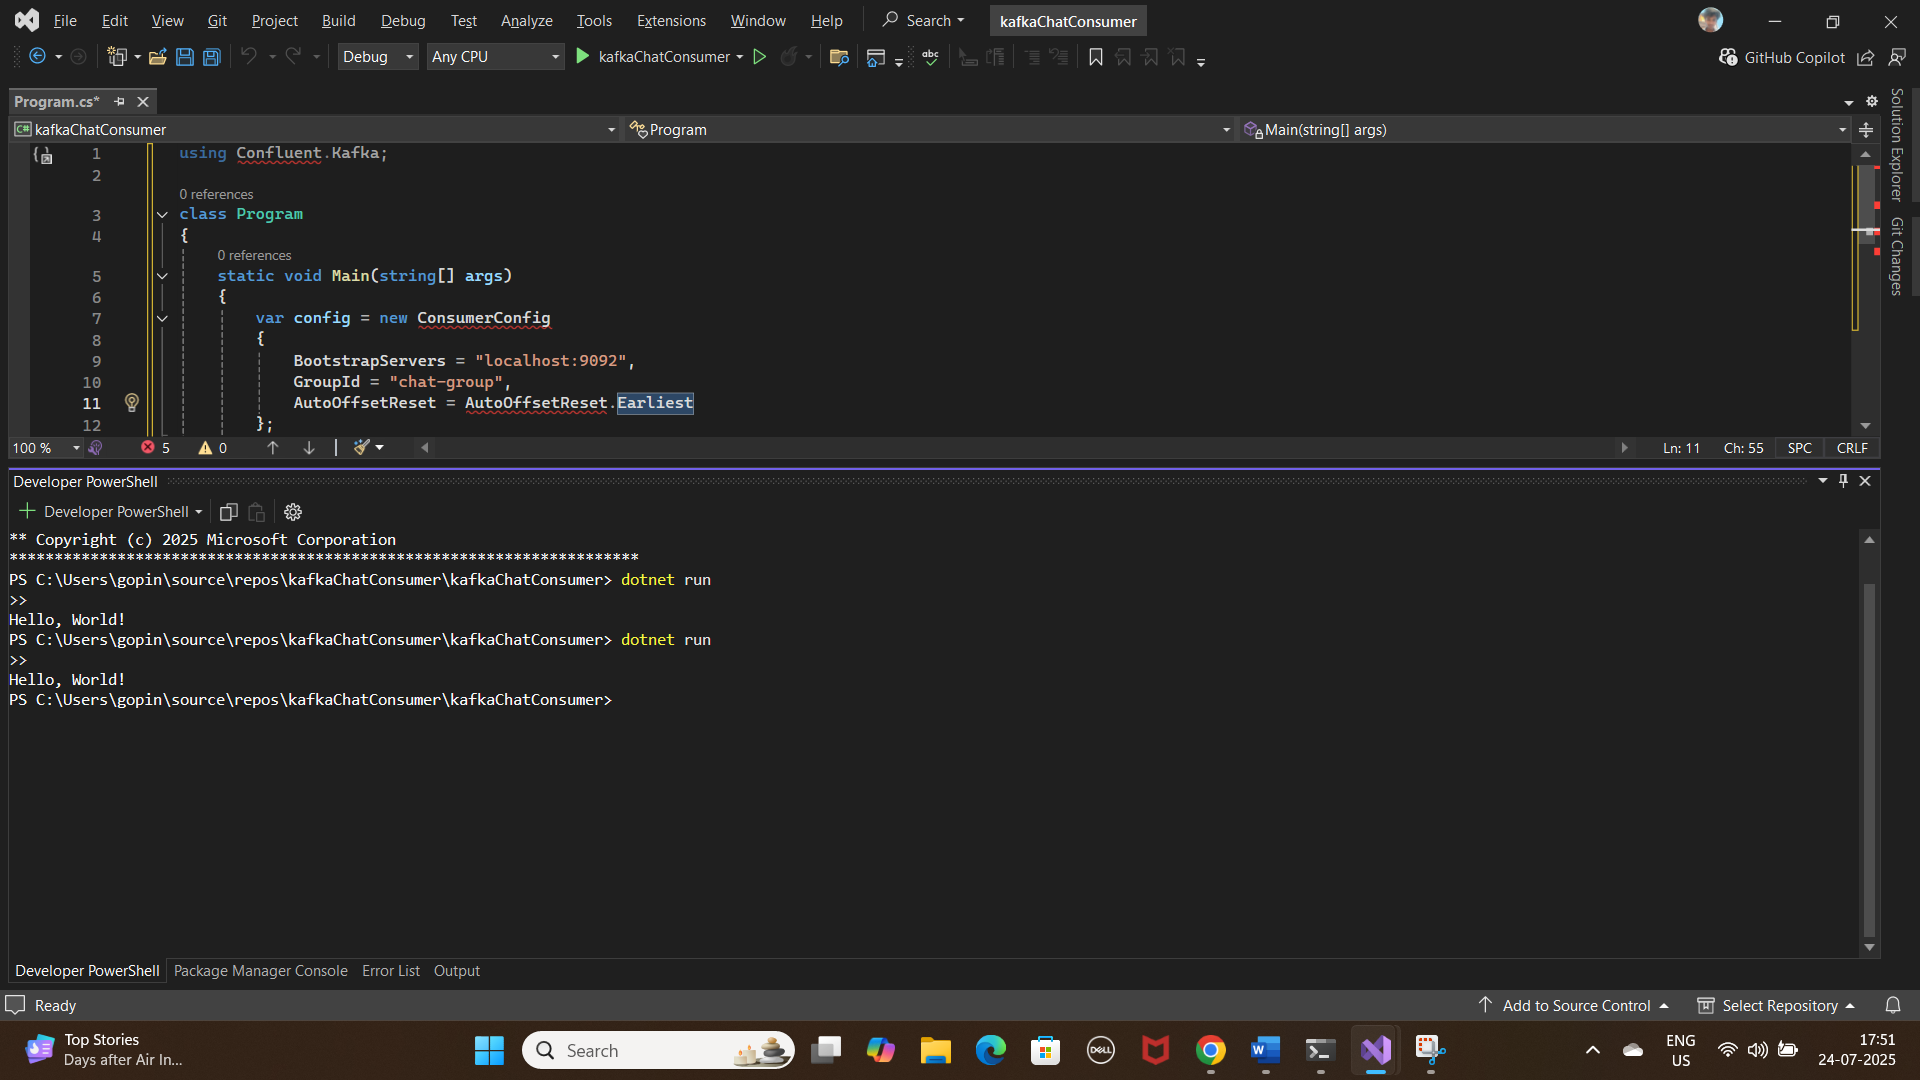 File Edit View Git Project Build Debug Test Analyze Tools Extensions Window Help Search kafkaChatConsumer
Debug Any CPU kafkaChatConsumer abc GitHub Copilot
Program.cs*
C# kafkaChatConsumer Program Main(string[] args)
1 using Confluent.Kafka;
2
0 references
3 class Program
4 {
0 references
5 static void Main(string[] args)
6 {
7 var config = new ConsumerConfig
8 {
9 BootstrapServers = "localhost:9092",
10 GroupId = "chat-group",
11 AutoOffsetReset = AutoOffsetReset.Earliest
12 };
100 % 5 0 Ln: 11 Ch: 55 SPC CRLF
Solution Explorer
Git Changes
Developer PowerShell
Developer PowerShell
** Copyright (c) 2025 Microsoft Corporation
**********************************************************************
PS C:\Users\gopin\source\repos\kafkaChatConsumer\kafkaChatConsumer> dotnet run
>>
Hello, World!
PS C:\Users\gopin\source\repos\kafkaChatConsumer\kafkaChatConsumer> dotnet run
>>
Hello, World!
PS C:\Users\gopin\source\repos\kafkaChatConsumer\kafkaChatConsumer>
Developer PowerShell Package Manager Console Error List Output
Ready Add to Source Control Select Repository
Top Stories
Days after Air In...
Search
DELL
W
ENG
US
17:51
24-07-2025